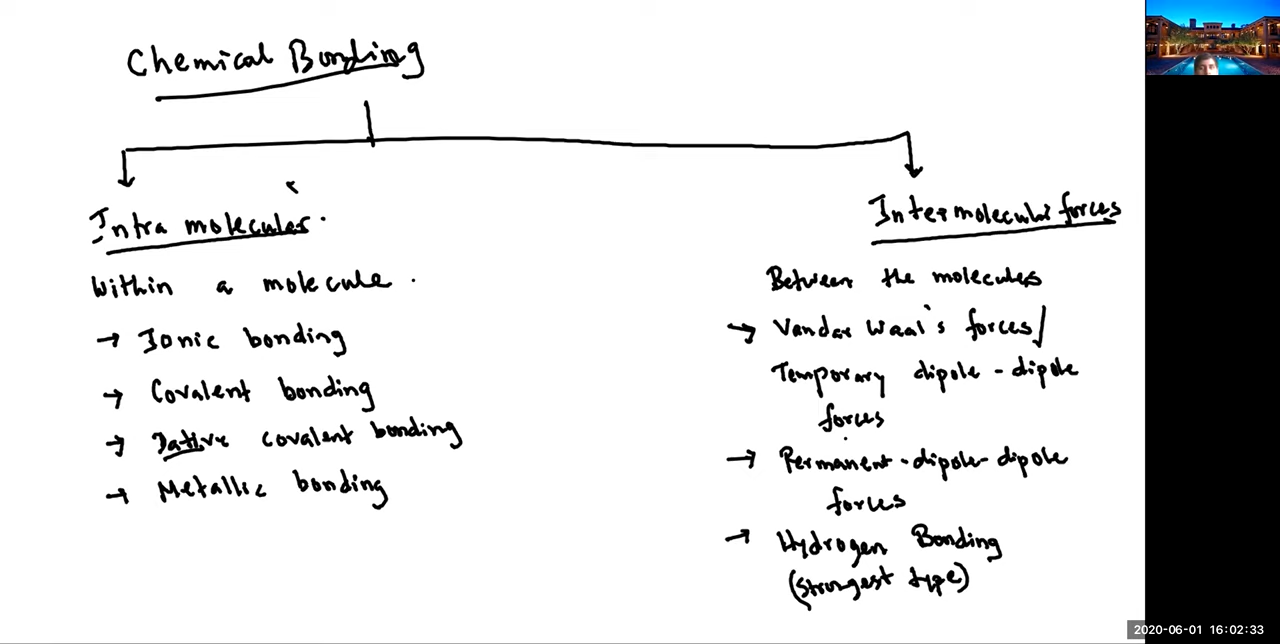 Chemical Bonding
Intra molecular.
Within a molecule.
→ Ionic bonding
→ Covalent bonding
→ Dative covalent bonding
→ Metallic bonding
Intermolecular forces
Between the molecules
→ Vandar Waal's forces/
Temporary dipole - dipole
forces
→ Permanent-dipole-dipole
forces
→ Hydrogen Bonding
(strongest type)
2020-06-01 16:02:33